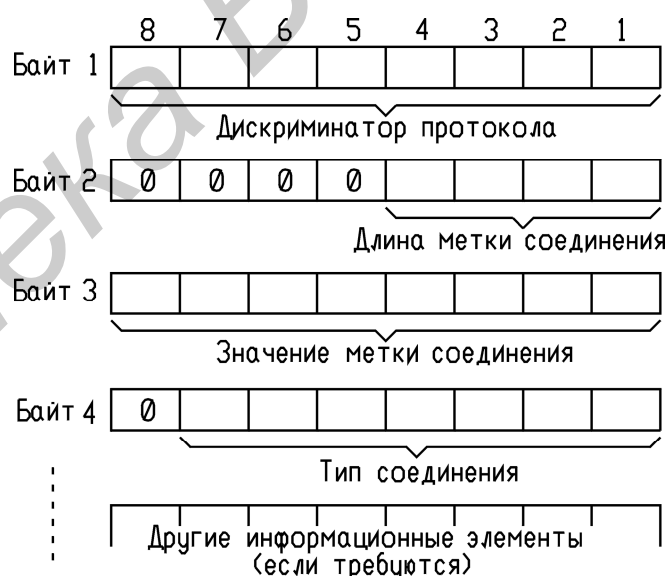 8 7 6 5 4 3 2 1
Байт 1
Дискриминатор протокола
Байт 2 0 0 0 0
Длина метки соединения
Байт 3
Значение метки соединения
Байт 4 0
Тип соединения
Другие информационные элементы
(если требуются)